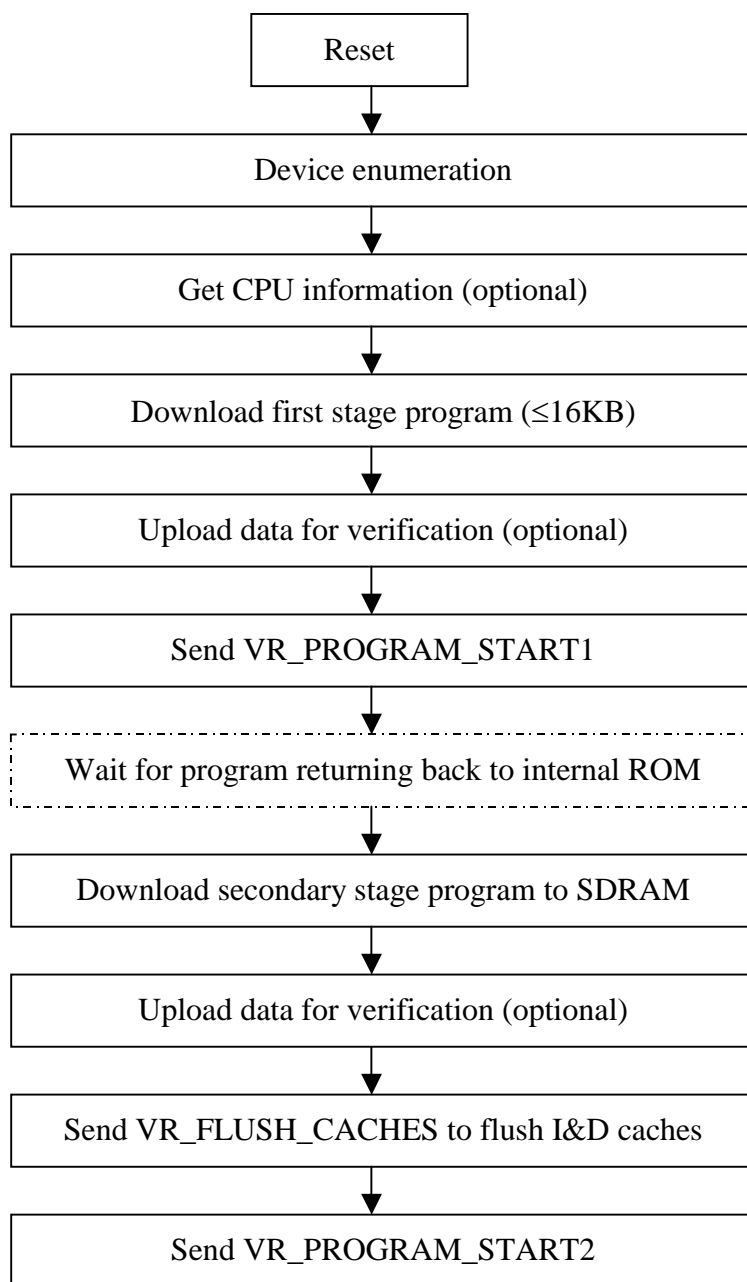 Reset
Device enumeration
Get CPU information (optional)
Download first stage program (≤16KB)
Upload data for verification (optional)
Send VR_PROGRAM_START1
Wait for program returning back to internal ROM
Download secondary stage program to SDRAM
Upload data for verification (optional)
Send VR_FLUSH_CACHES to flush I&D caches
Send VR_PROGRAM_START2